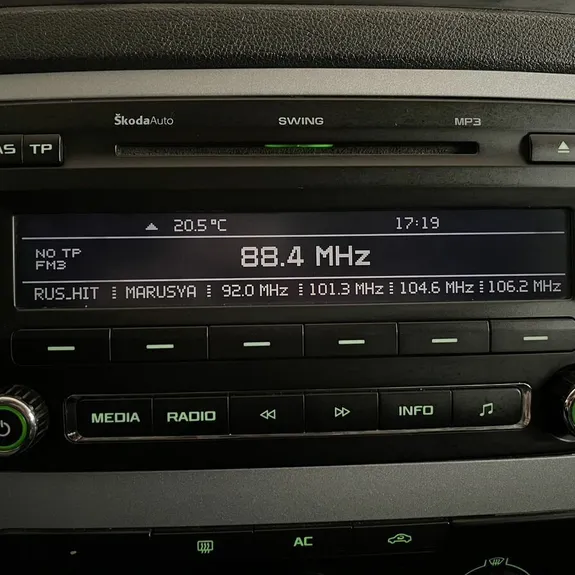 ŠkodaAuto SWING MP3
AS TP
20.5°C 17:19
NO TP
FM3
88.4 MHz
RUS_HIT MARUSYA 92.0 MHz 101.3 MHz 104.6 MHz 106.2 MHz
MEDIA RADIO INFO
AC